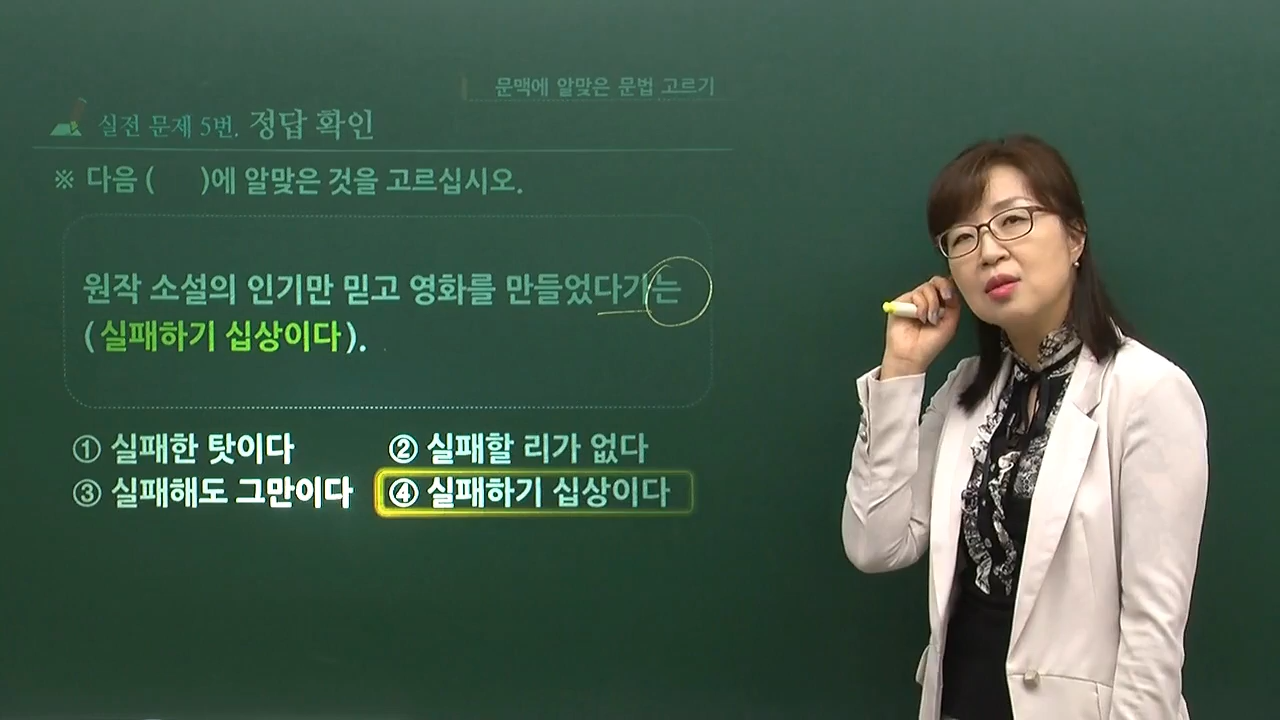 문맥에 알맞은 문법 고르기
실전 문제 5번. 정답 확인
※ 다음 ( )에 알맞은 것을 고르십시오.
원작 소설의 인기만 믿고 영화를 만들었다가는
(실패하기 십상이다).
① 실패한 탓이다 ② 실패할 리가 없다
③ 실패해도 그만이다 ④ 실패하기 십상이다